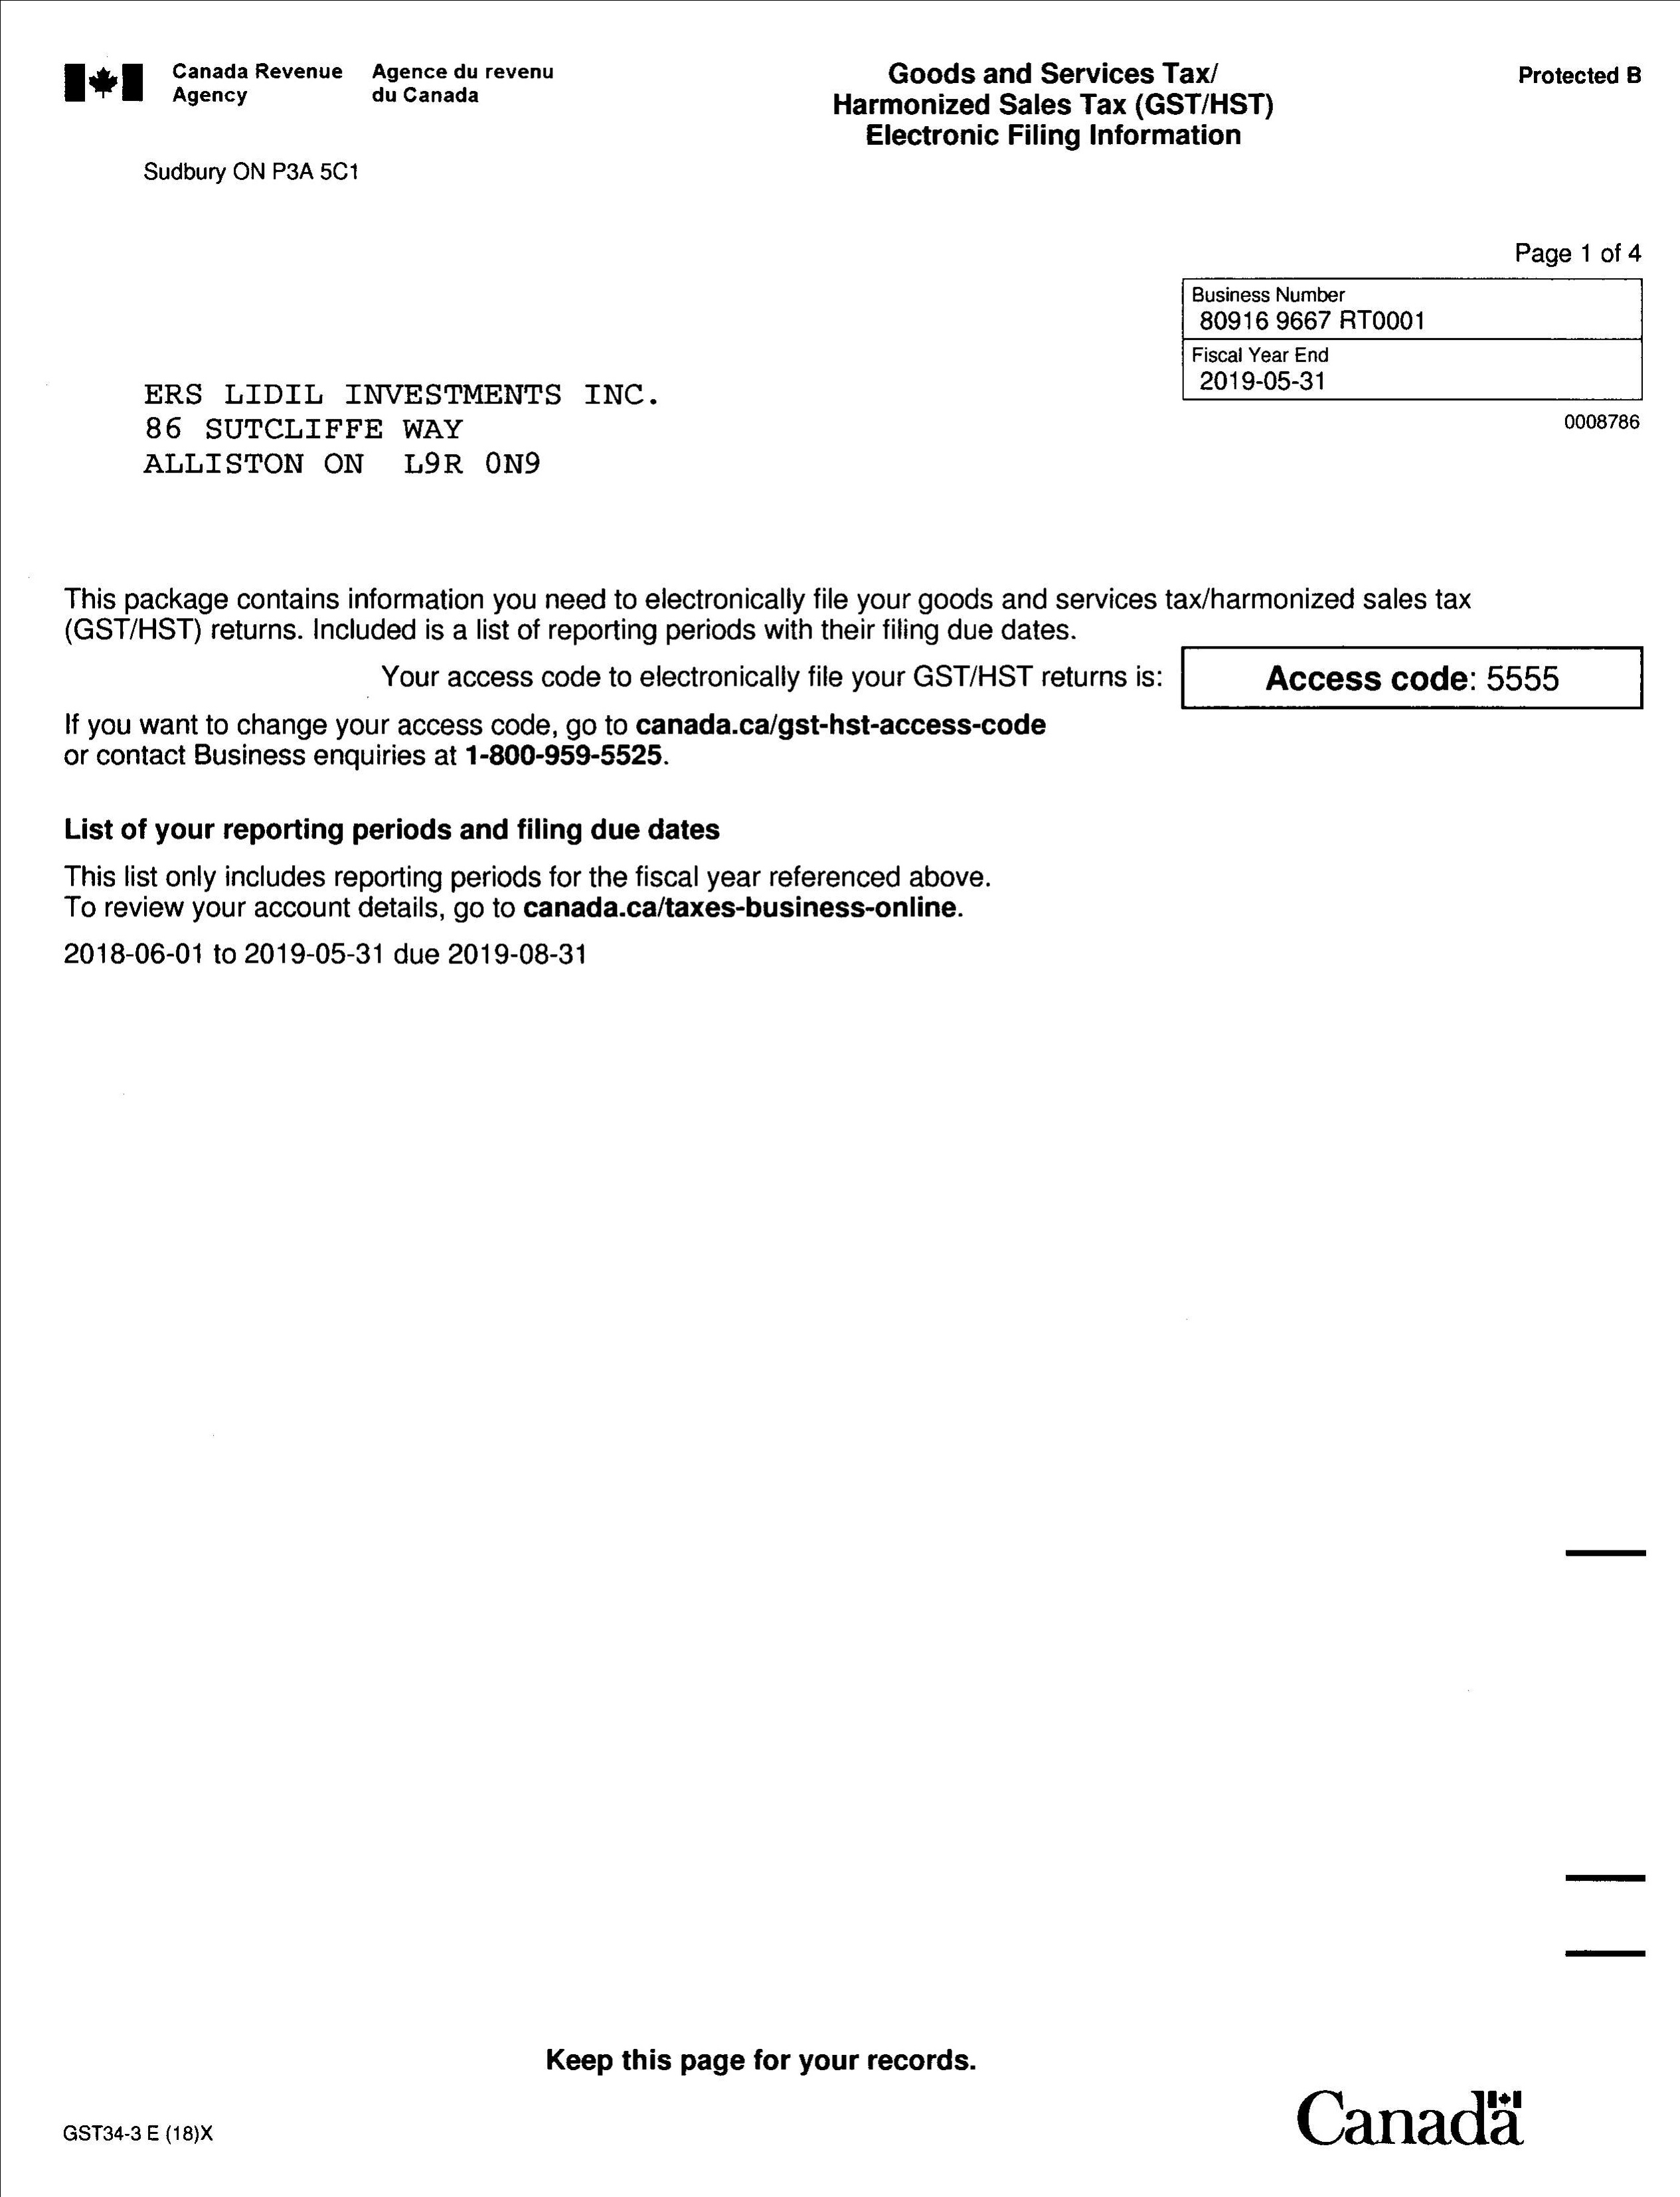 Canada Revenue Agency
Agence du revenu du Canada
Goods and Services Tax/
Harmonized Sales Tax (GST/HST)
Electronic Filing Information
Protected B
Sudbury ON P3A 5C1
Page 1 of 4
Business Number
80916 9667 RT0001
Fiscal Year End
2019-05-31
0008786
ERS LIDIL INVESTMENTS INC.
86 SUTCLIFFE WAY
ALLISTON ON L9R 0N9
This package contains information you need to electronically file your goods and services tax/harmonized sales tax
(GST/HST) returns. Included is a list of reporting periods with their filing due dates.
Your access code to electronically file your GST/HST returns is:
Access code: 5555
If you want to change your access code, go to canada.ca/gst-hst-access-code
or contact Business enquiries at 1-800-959-5525.
List of your reporting periods and filing due dates
This list only includes reporting periods for the fiscal year referenced above.
To review your account details, go to canada.ca/taxes-business-online.
2018-06-01 to 2019-05-31 due 2019-08-31
Keep this page for your records.
GST34-3 E (18)X
Canada